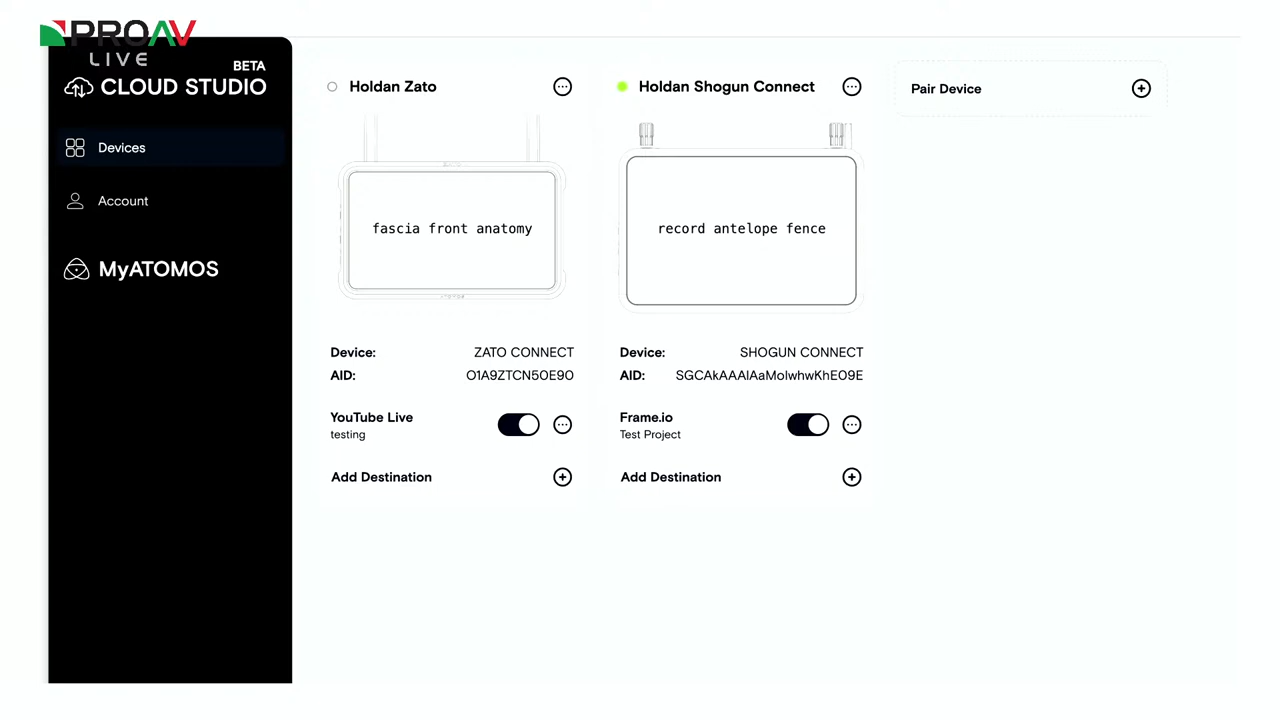 PROAV
LIVE
BETA
CLOUD STUDIO
Devices
Account
MyATOMOS
Holdan Zato
fascia front anatomy
Device: ZATO CONNECT
AID: O1A9ZTCN5OE9O
YouTube Live
testing
Add Destination
Holdan Shogun Connect
record antelope fence
Device: SHOGUN CONNECT
AID: SGCAkAAAIAaMolwhwKhEO9E
Frame.io
Test Project
Add Destination
Pair Device